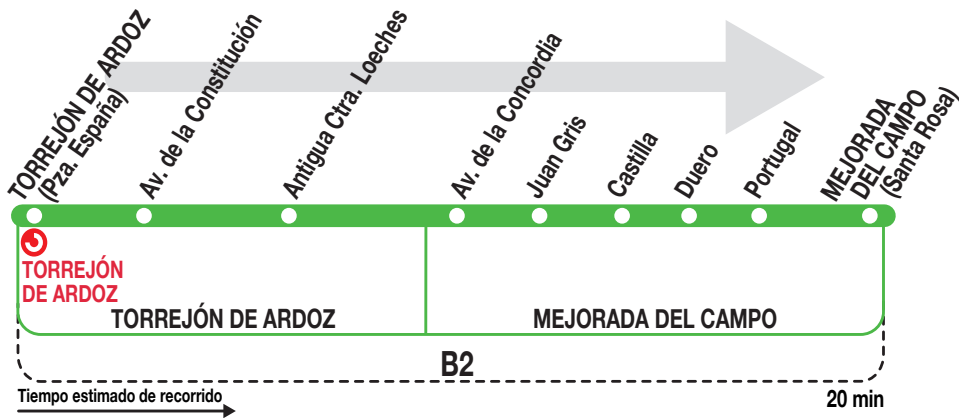 TORREJÓN DE ARDOZ
(Pza. España)
Av. de la Constitución
Antigua Ctra. Loeches
Av. de la Concordia
Juan Gris
Castilla
Duero
Portugal
MEJORADA
DEL CAMPO
(Santa Rosa)
TORREJÓN
DE ARDOZ
TORREJÓN DE ARDOZ
MEJORADA DEL CAMPO
B2
Tiempo estimado de recorrido
20 min